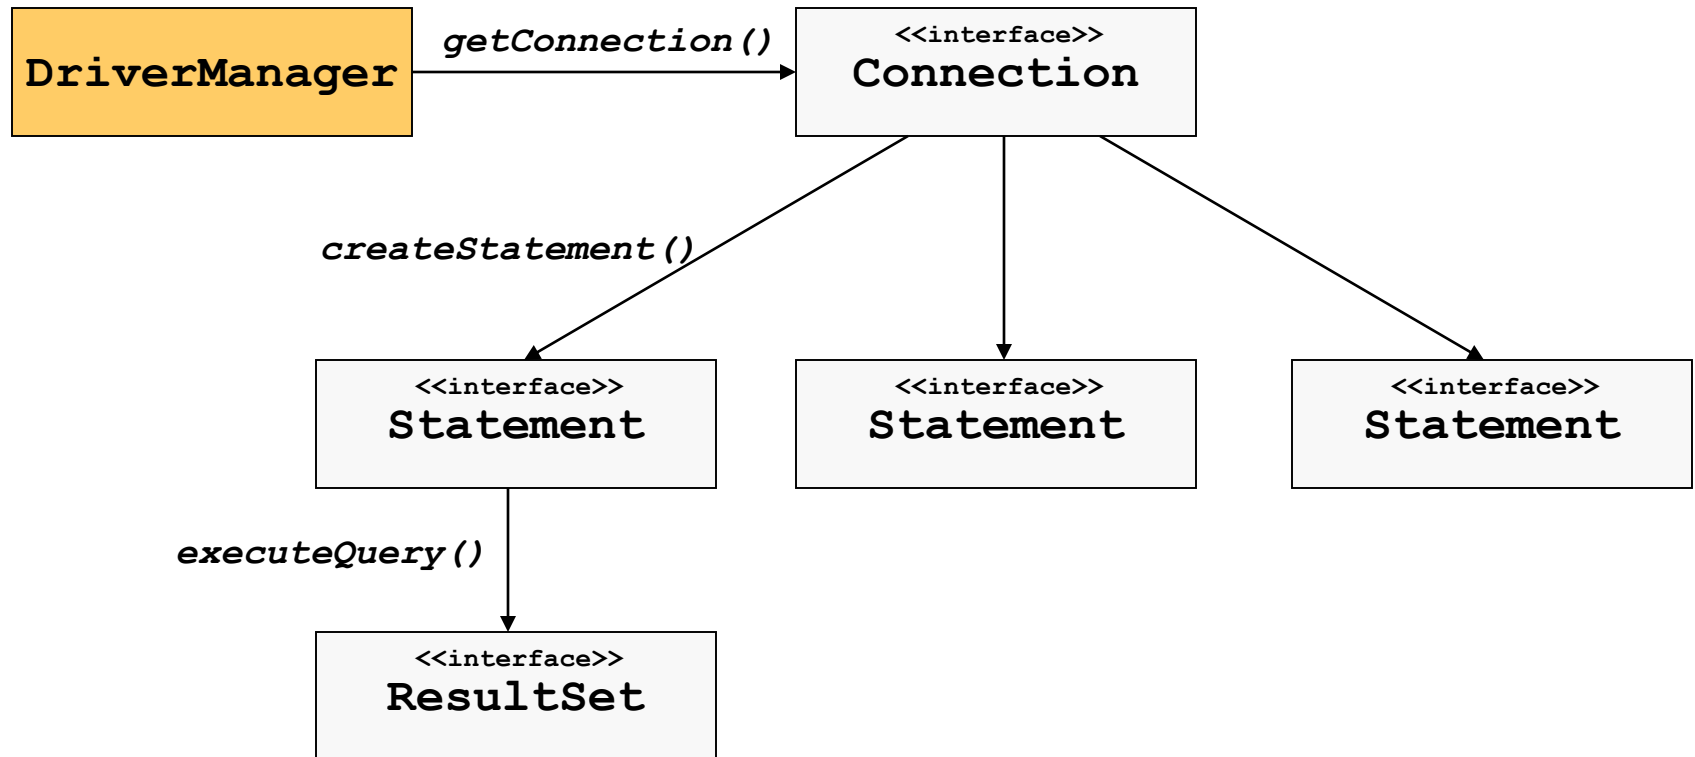 DriverManager
getConnection()
<<interface>>
Connection
createStatement()
<<interface>>
Statement
<<interface>>
Statement
<<interface>>
Statement
executeQuery()
<<interface>>
ResultSet